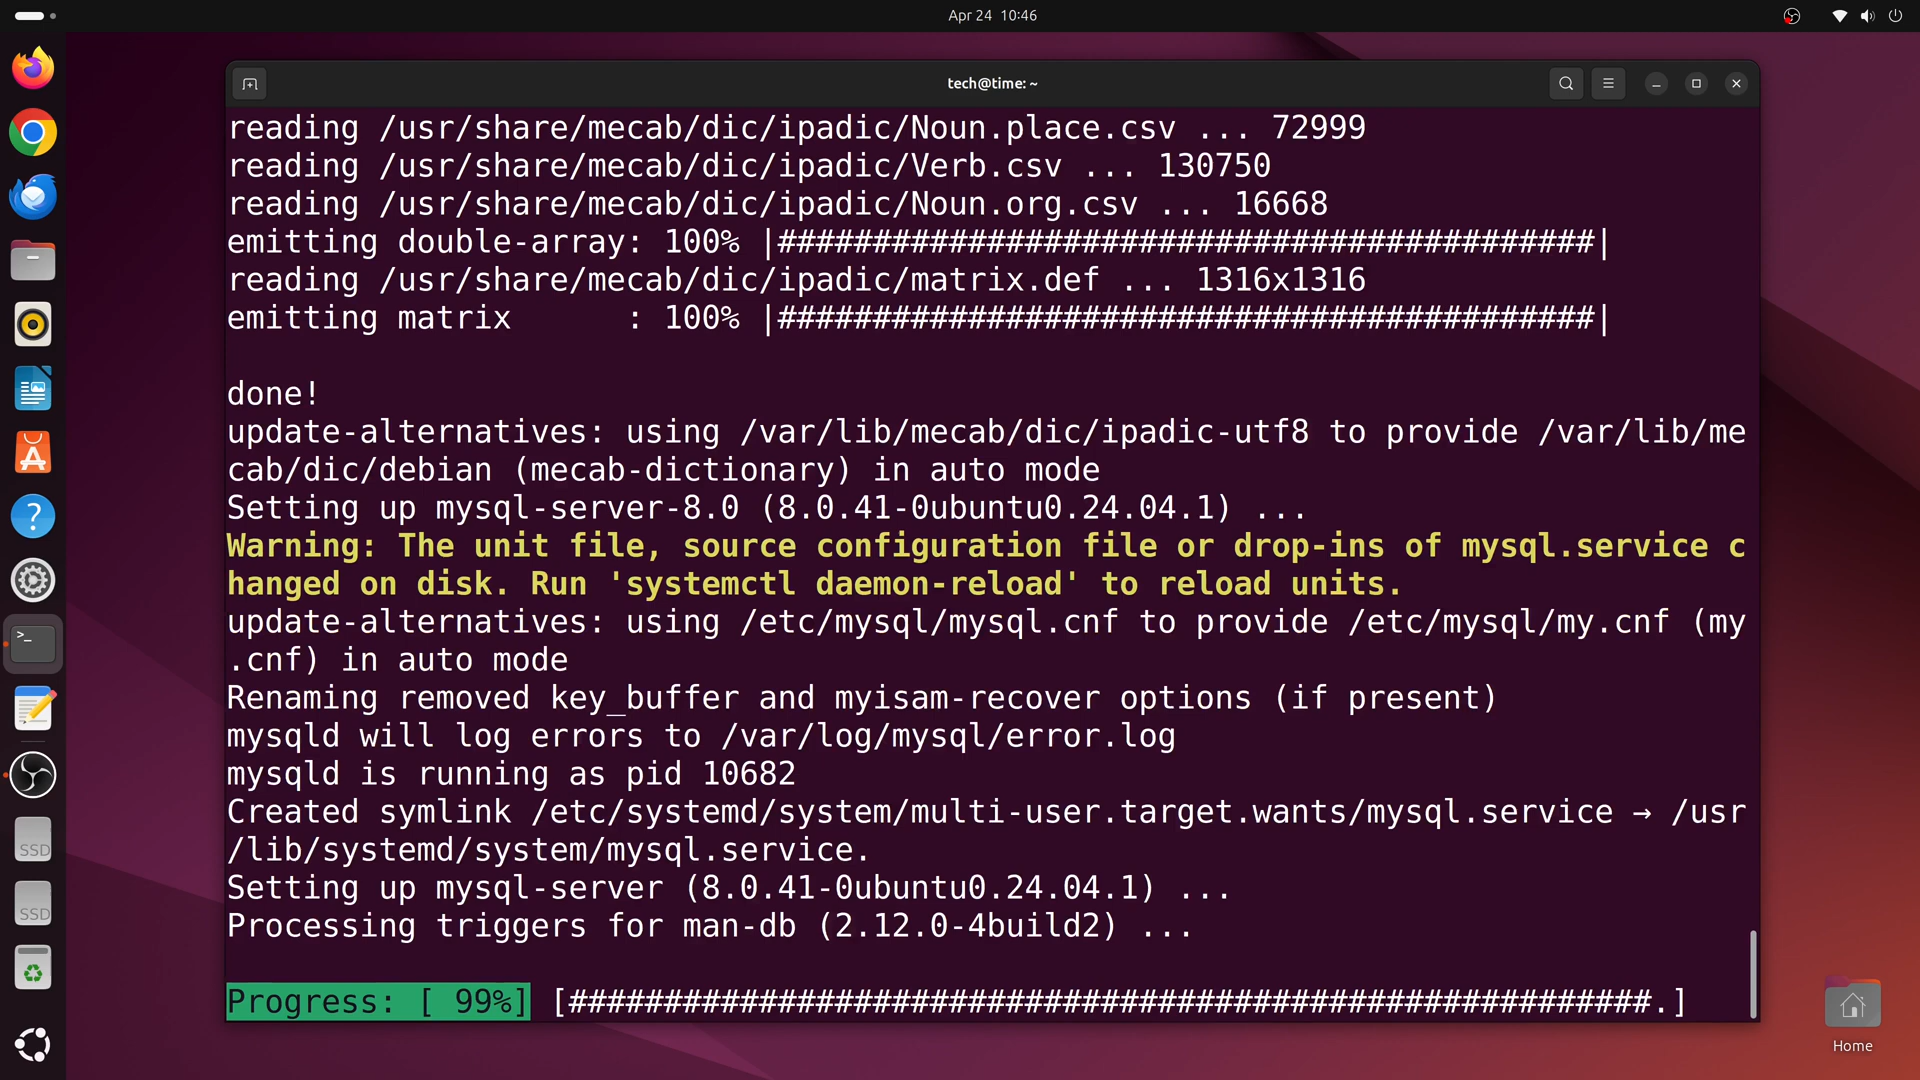 Apr 24 10:46
tech@time: ~
reading /usr/share/mecab/dic/ipadic/Noun.place.csv ... 72999
reading /usr/share/mecab/dic/ipadic/Verb.csv ... 130750
reading /usr/share/mecab/dic/ipadic/Noun.org.csv ... 16668
emitting double-array: 100% |###########################################|
reading /usr/share/mecab/dic/ipadic/matrix.def ... 1316x1316
emitting matrix      : 100% |###########################################|
done!
update-alternatives: using /var/lib/mecab/dic/ipadic-utf8 to provide /var/lib/me
cab/dic/debian (mecab-dictionary) in auto mode
Setting up mysql-server-8.0 (8.0.41-0ubuntu0.24.04.1) ...
Warning: The unit file, source configuration file or drop-ins of mysql.service c
hanged on disk. Run 'systemctl daemon-reload' to reload units.
update-alternatives: using /etc/mysql/mysql.cnf to provide /etc/mysql/my.cnf (my
.cnf) in auto mode
Renaming removed key_buffer and myisam-recover options (if present)
mysqld will log errors to /var/log/mysql/error.log
mysqld is running as pid 10682
Created symlink /etc/systemd/system/multi-user.target.wants/mysql.service → /usr
/lib/systemd/system/mysql.service.
Setting up mysql-server (8.0.41-0ubuntu0.24.04.1) ...
Processing triggers for man-db (2.12.0-4build2) ...
Progress: [ 99%] [#########################################################.]
SSD
SSD
Home